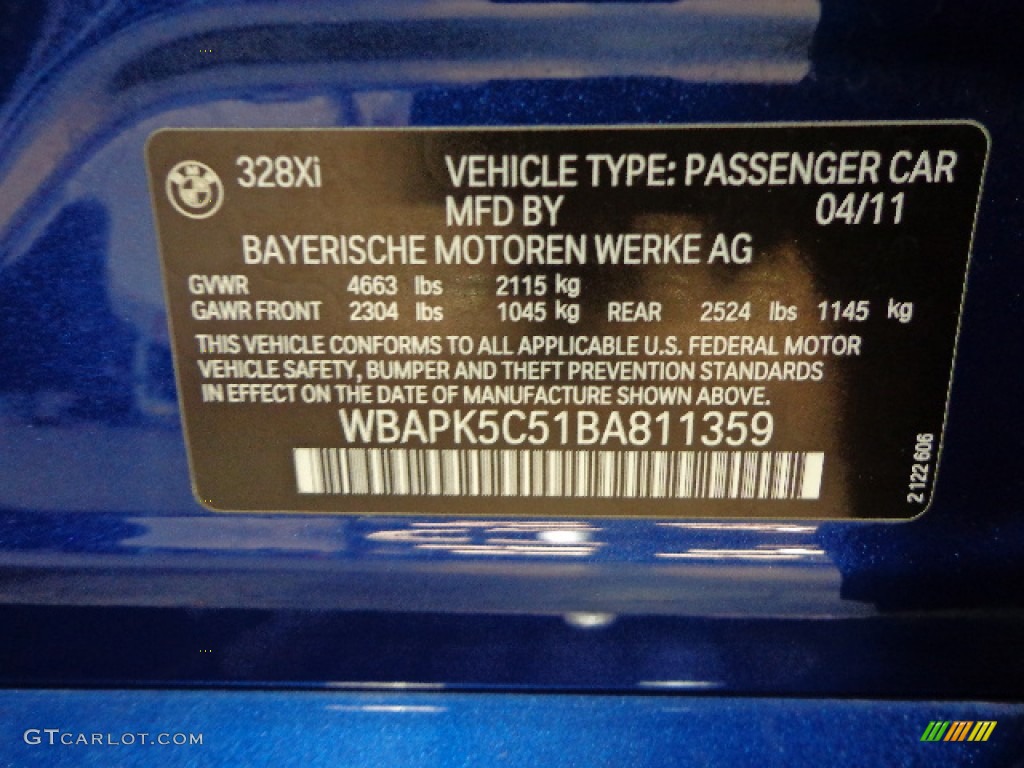 328Xi VEHICLE TYPE: PASSENGER CAR
MFD BY 04/11
BAYERISCHE MOTOREN WERKE AG
GVWR 4663 lbs 2115 kg
GAWR FRONT 2304 lbs 1045 kg REAR 2524 lbs 1145 kg
THIS VEHICLE CONFORMS TO ALL APPLICABLE U.S. FEDERAL MOTOR
VEHICLE SAFETY, BUMPER AND THEFT PREVENTION STANDARDS
IN EFFECT ON THE DATE OF MANUFACTURE SHOWN ABOVE.
WBAPK5C51BA811359
2 122 606
GTCARLOT.COM